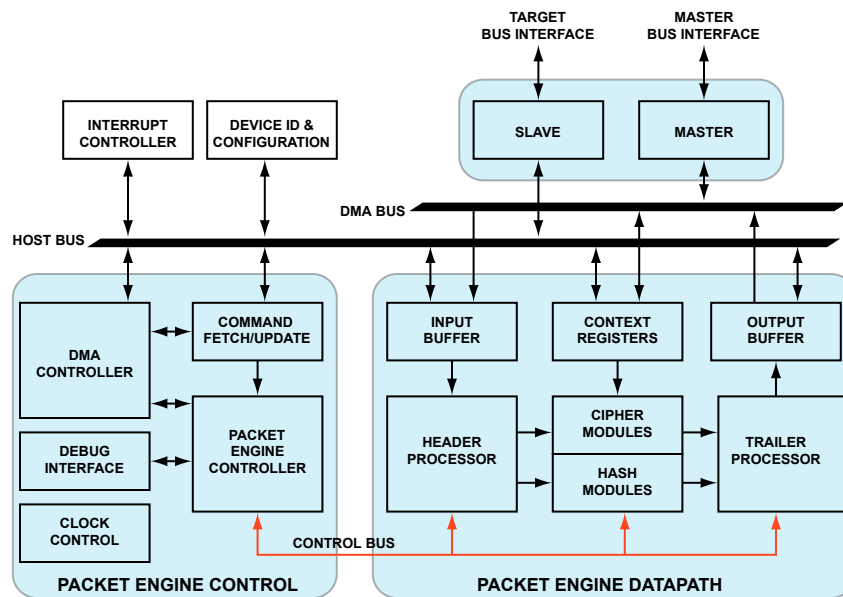 TARGET
BUS INTERFACE
MASTER
BUS INTERFACE
INTERRUPT
CONTROLLER
DEVICE ID &
CONFIGURATION
SLAVE
MASTER
DMA BUS
HOST BUS
DMA
CONTROLLER
COMMAND
FETCH/UPDATE
INPUT
BUFFER
CONTEXT
REGISTERS
OUTPUT
BUFFER
PACKET
ENGINE
CONTROLLER
HEADER
PROCESSOR
CIPHER
MODULES
HASH
MODULES
TRAILER
PROCESSOR
DEBUG
INTERFACE
CLOCK
CONTROL
CONTROL BUS
PACKET ENGINE CONTROL
PACKET ENGINE DATAPATH